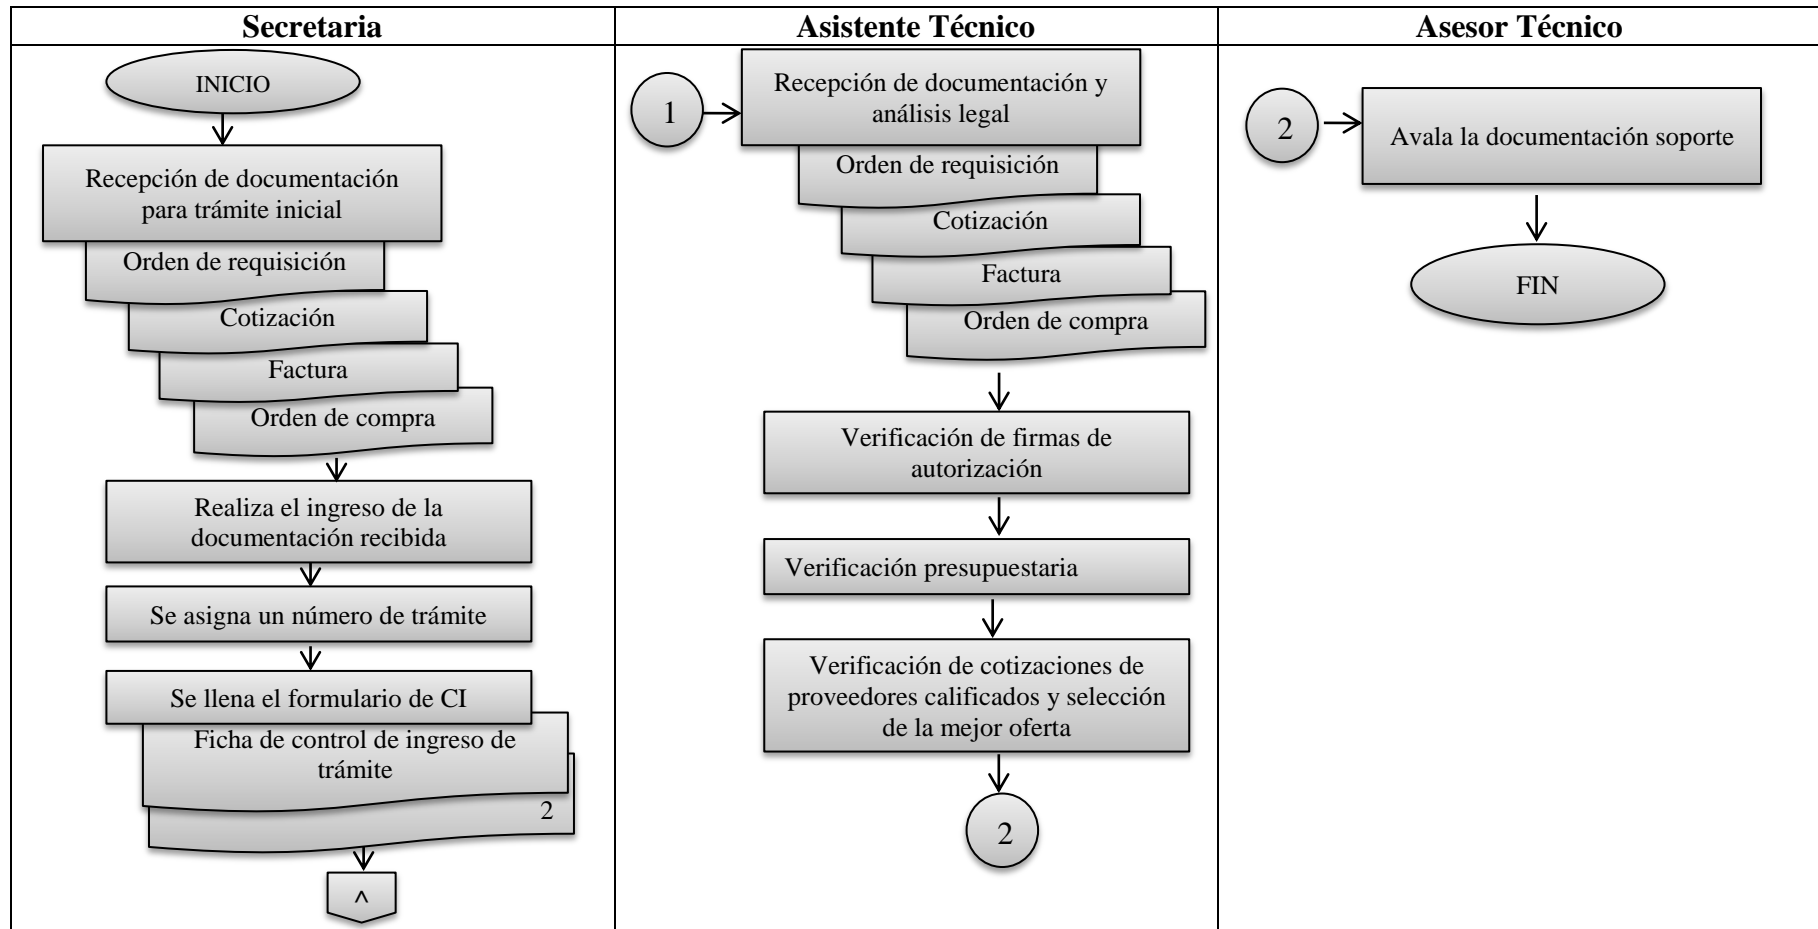 Secretaria
INICIO
Recepción de documentación
para trámite inicial
Orden de requisición
Cotización
Factura
Orden de compra
Realiza el ingreso de la
documentación recibida
Se asigna un número de trámite
Se llena el formulario de CI
Ficha de control de ingreso de
trámite
2
^
Asistente Técnico
1
Recepción de documentación y
análisis legal
Orden de requisición
Cotización
Factura
Orden de compra
Verificación de firmas de
autorización
Verificación presupuestaria
Verificación de cotizaciones de
proveedores calificados y selección
de la mejor oferta
2
Asesor Técnico
2
Avala la documentación soporte
FIN